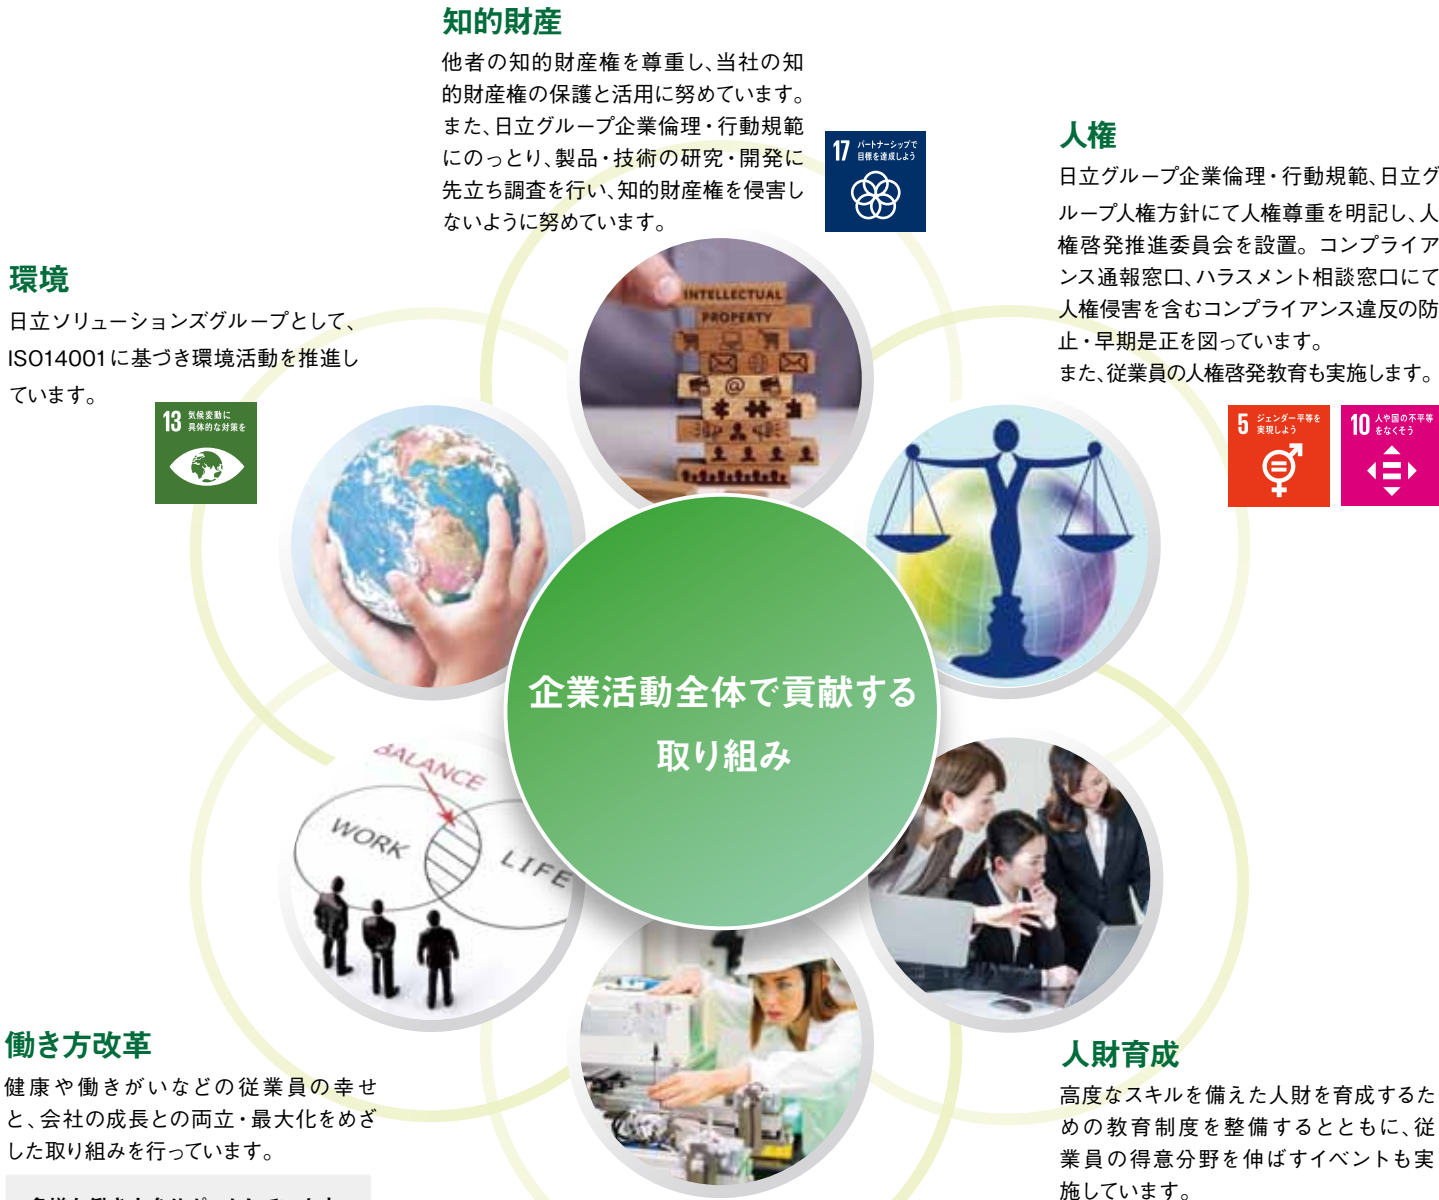 知的財産
他者の知的財産権を尊重し、当社の知
的財産権の保護と活用に努めています。
また、日立グループ企業倫理・行動規範
にのっとり、製品・技術の研究・開発に
先立ち調査を行い、知的財産権を侵害し
ないように努めています。
17 パートナーシップで
目標を達成しよう
人権
日立グループ企業倫理・行動規範、日立グ
ループ人権方針にて人権尊重を明記し、人
権啓発推進委員会を設置。コンプライア
ンス通報窓口、ハラスメント相談窓口にて
人権侵害を含むコンプライアンス違反の防
止・早期是正を図っています。
また、従業員の人権啓発教育も実施します。
5 ジェンダー平等を
実現しよう
10 人や国の不平等
をなくそう
環境
日立ソリューションズグループとして、
ISO14001に基づき環境活動を推進し
ています。
13 気候変動に
具体的な対策を
INTELLECTUAL
PROPERTY
@
企業活動全体で貢献する
取り組み
BALANCE
WORK
LIFE
働き方改革
健康や働きがいなどの従業員の幸せ
と、会社の成長との両立・最大化をめざ
した取り組みを行っています。
人財育成
高度なスキルを備えた人財を育成するた
めの教育制度を整備するとともに、従
業員の得意分野を伸ばすイベントも実
施しています。